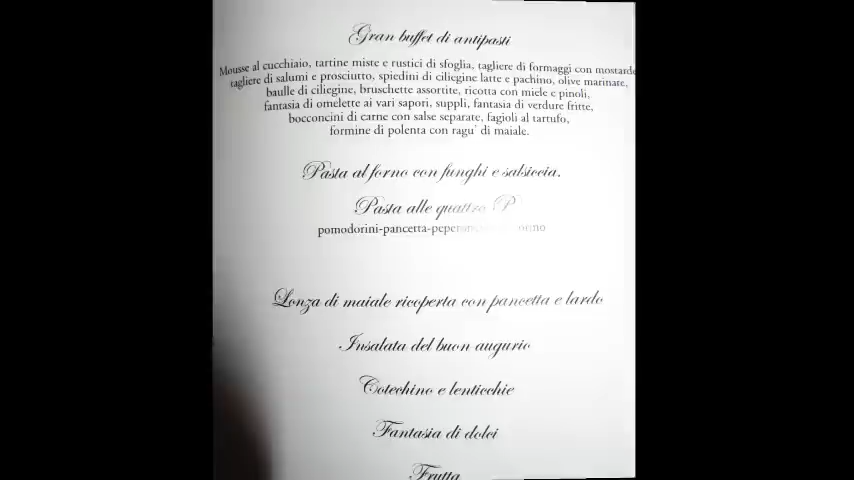 Gran buffet di antipasti
Mousse al cucchiaio, tartine miste e rustici di sfoglia, tagliere di formaggi con mostarde
tagliere di salumi e prosciutto, spiedini di ciliegine latte e pachino, olive marinate,
baulle di ciliegine, bruschette assortite, ricotta con miele e pinoli,
fantasia di omelette ai vari sapori, suppli, fantasia di verdure fritte,
bocconcini di carne con salse separate, fagioli al tartufo,
formine di polenta con ragu' di maiale.
Pasta al forno con funghi e salsiccia.
Pasta alle quattro P
pomodorini-pancetta-
Lonza di maiale ricoperta con pancetta e lardo
Insalata del buon augurio
Cotechino e lenticchie
Fantasia di dolci
Frutta